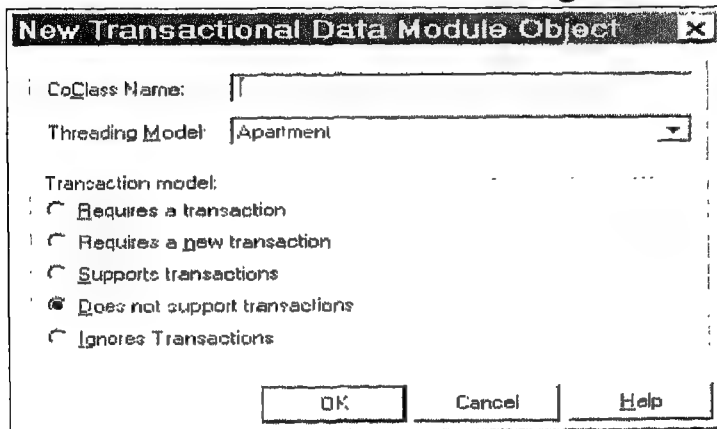 New Transactional Data Module Object
CoClass Name:
Threading Model: Apartment
Transaction model:
Requires a transaction
Requires a new transaction
Supports transactions
Does not support transactions
Ignores Transactions
OK Cancel Help